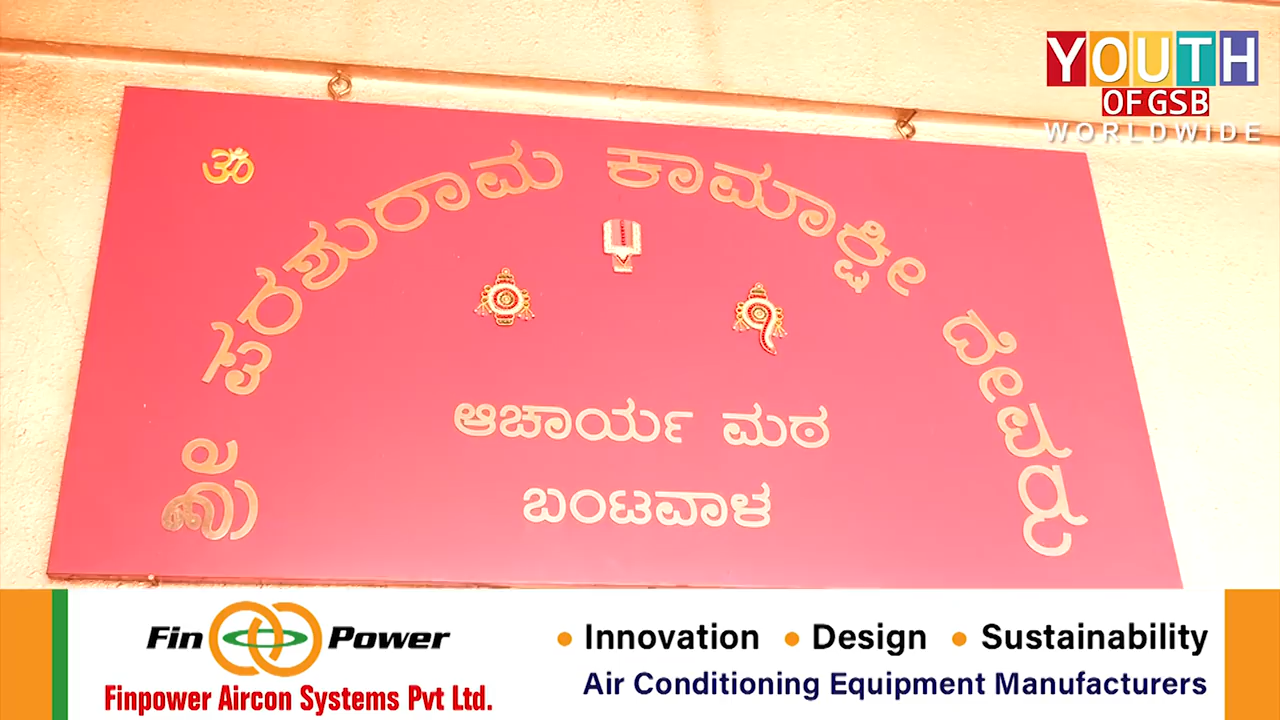 YOUTH
OF GSB
WORLDWIDE
ॐ
ಶ್ರೀ ಪರಶುರಾಮ ಕಾಮಾಕ್ಷೀ ದೇವರು
ಆಚಾರ್ಯ ಮಠ
ಬಂಟವಾಳ
Fin Power
Finpower Aircon Systems Pvt Ltd.
• Innovation • Design • Sustainability
Air Conditioning Equipment Manufacturers